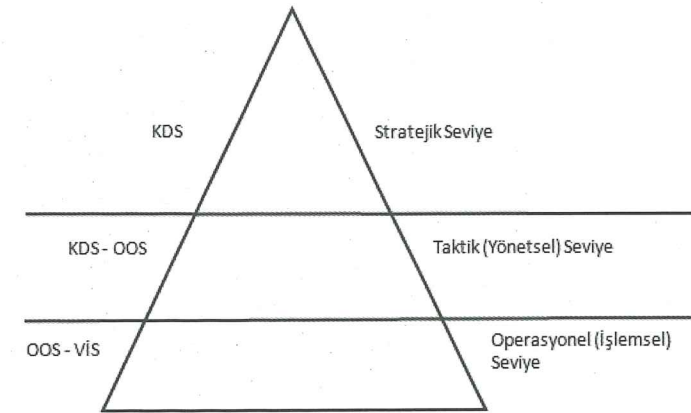 KDS
Stratejik Seviye
KDS - OOS
Taktik (Yönetsel) Seviye
OOS - VİS
Operasyonel (İşlemsel)
Seviye